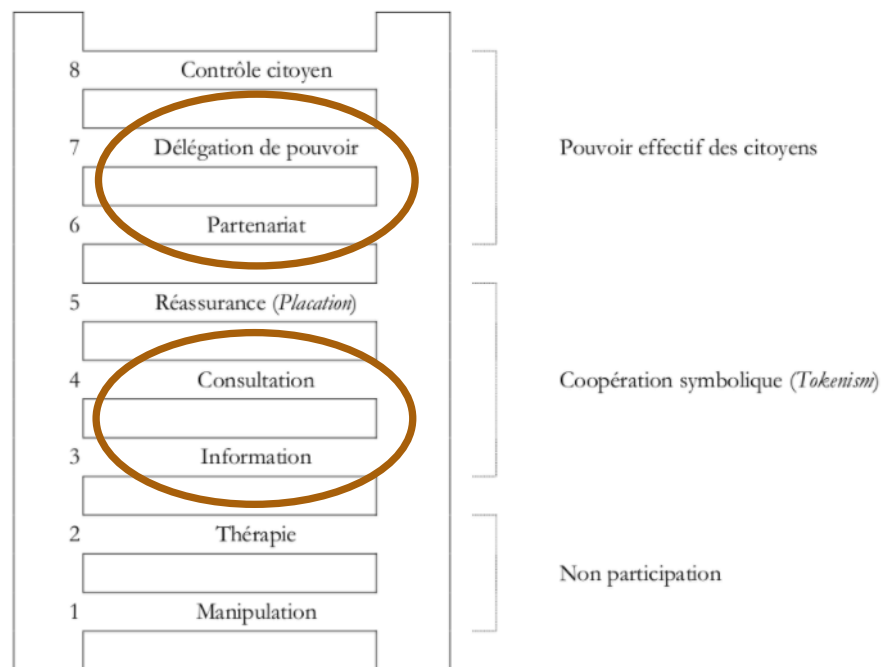 8 Contrôle citoyen
7 Délégation de pouvoir
Pouvoir effectif des citoyens
6 Partenariat
5 Réassurance (Placation)
4 Consultation
Coopération symbolique (Tokenism)
3 Information
2 Thérapie
Non participation
1 Manipulation